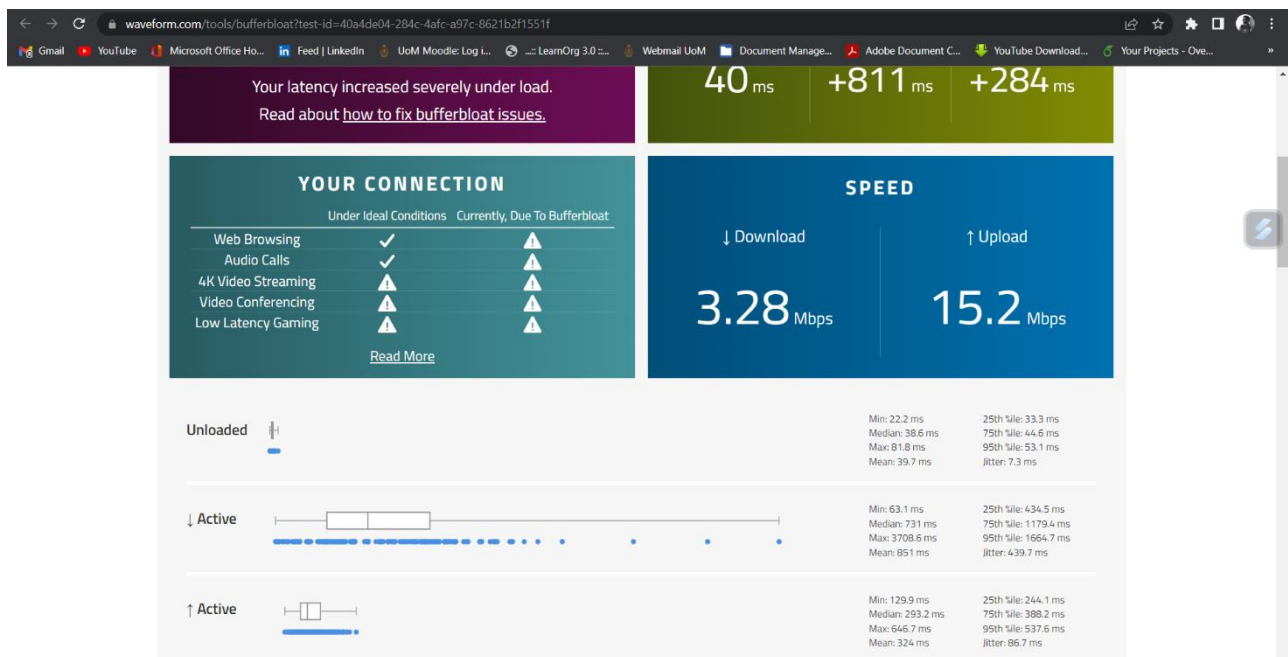 waveform.com/tools/bufferbloat?test-id=40a4de04-284c-4afc-a97c-8621b2f1551f
Gmail YouTube Microsoft Office Ho... Feed | LinkedIn UoM Moodle: Log i... ...:: LearnOrg 3.0 ::... Webmail UoM Document Manage... Adobe Document C... YouTube Download... Your Projects - Ove... »
Your latency increased severely under load.
Read about how to fix bufferbloat issues.
40 ms +811 ms +284 ms
YOUR CONNECTION
Under Ideal Conditions Currently, Due To Bufferbloat
Web Browsing
Audio Calls
4K Video Streaming
Video Conferencing
Low Latency Gaming
Read More
SPEED
↓ Download ↑ Upload
3.28 Mbps 15.2 Mbps
Unloaded
Min: 22.2 ms 25th %ile: 33.3 ms
Median: 38.6 ms 75th %ile: 44.6 ms
Max: 81.8 ms 95th %ile: 53.1 ms
Mean: 39.7 ms Jitter: 7.3 ms
↓ Active
Min: 63.1 ms 25th %ile: 434.5 ms
Median: 731 ms 75th %ile: 1179.4 ms
Max: 3708.6 ms 95th %ile: 1664.7 ms
Mean: 851 ms Jitter: 439.7 ms
↑ Active
Min: 129.9 ms 25th %ile: 244.1 ms
Median: 293.2 ms 75th %ile: 388.2 ms
Max: 646.7 ms 95th %ile: 537.6 ms
Mean: 324 ms Jitter: 86.7 ms